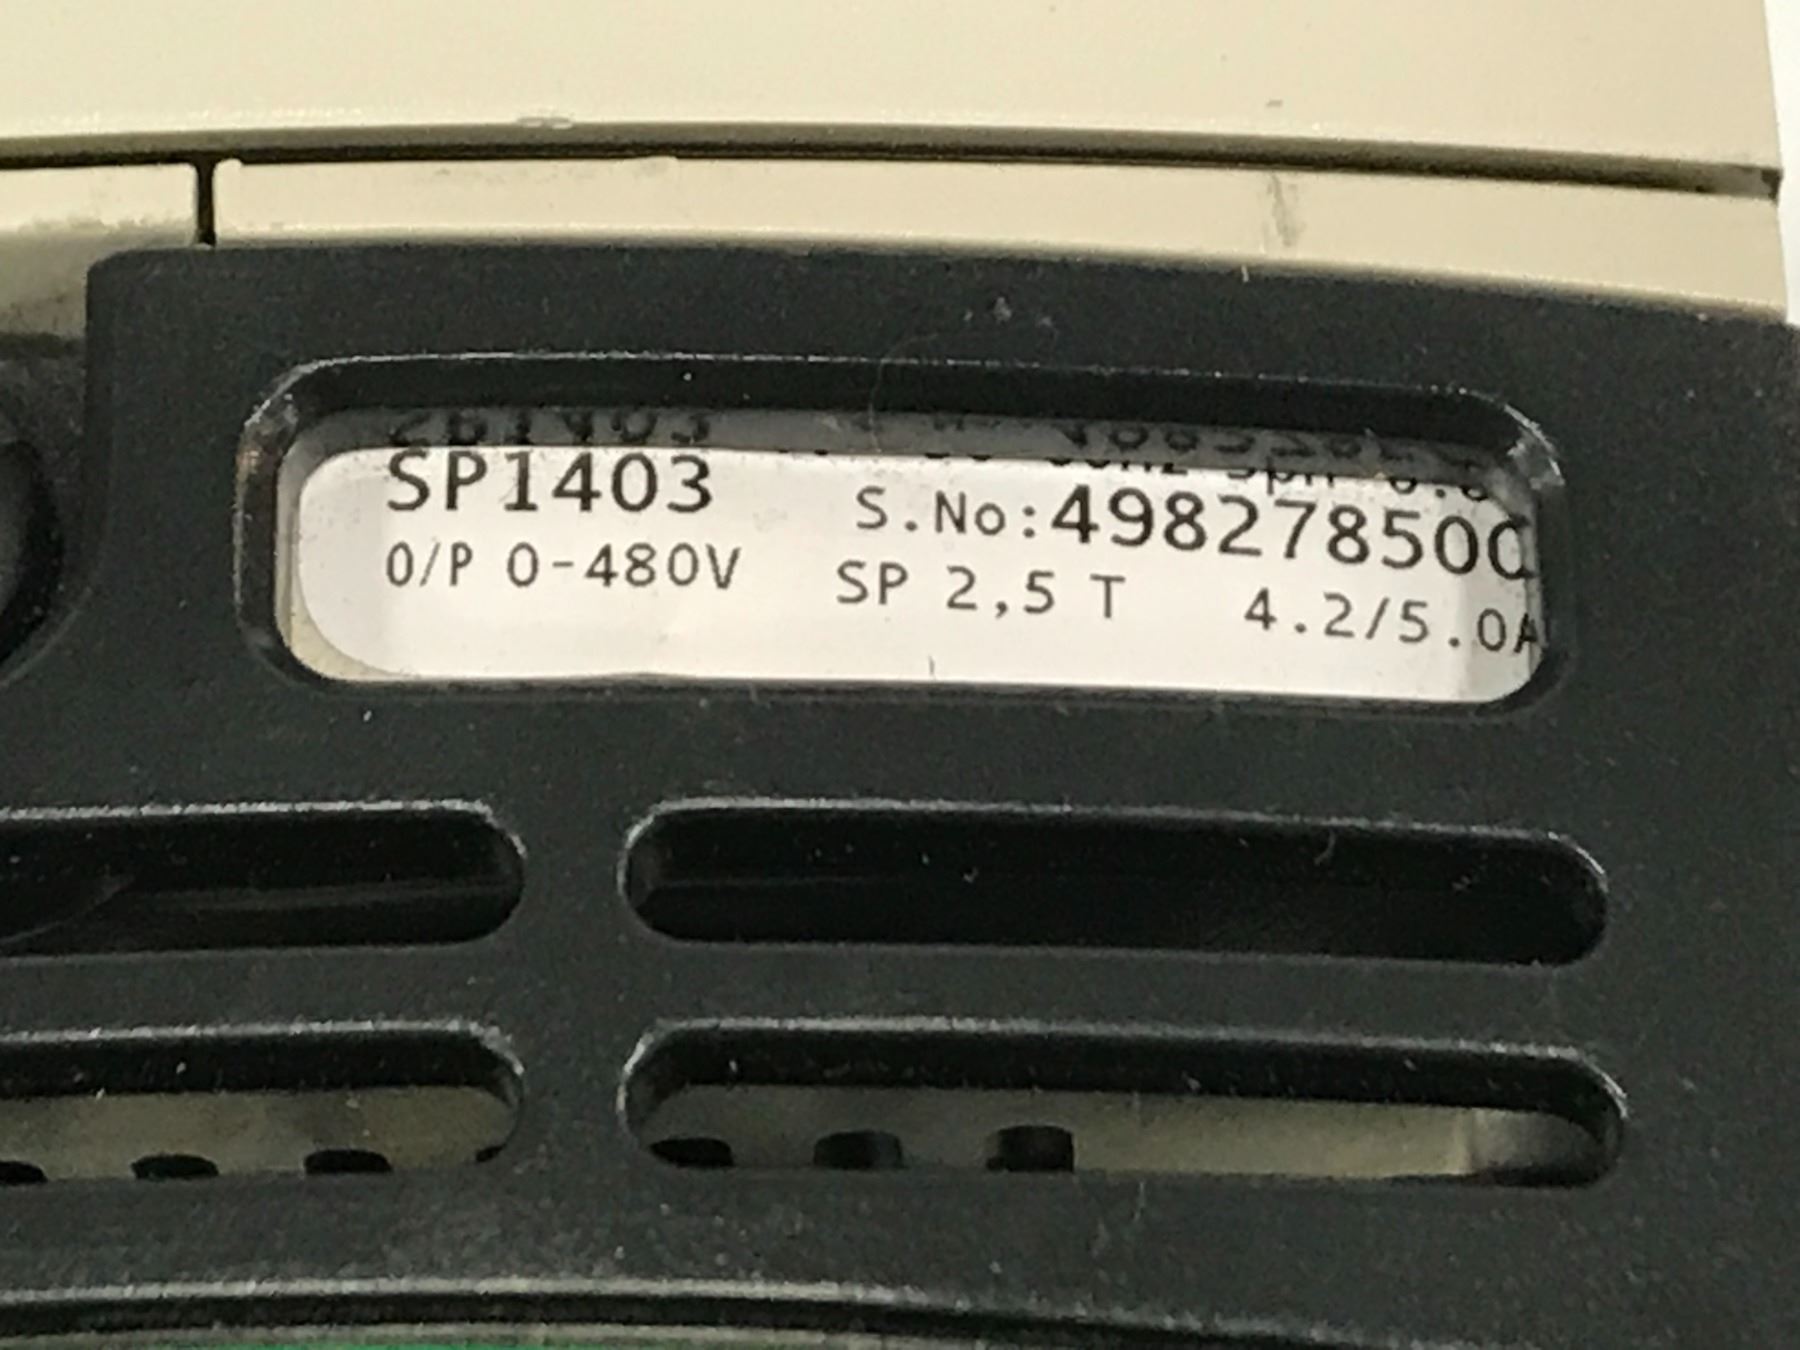 SP1403 S.No:498278500
O/P 0-480V SP 2,5 T 4.2/5.0A